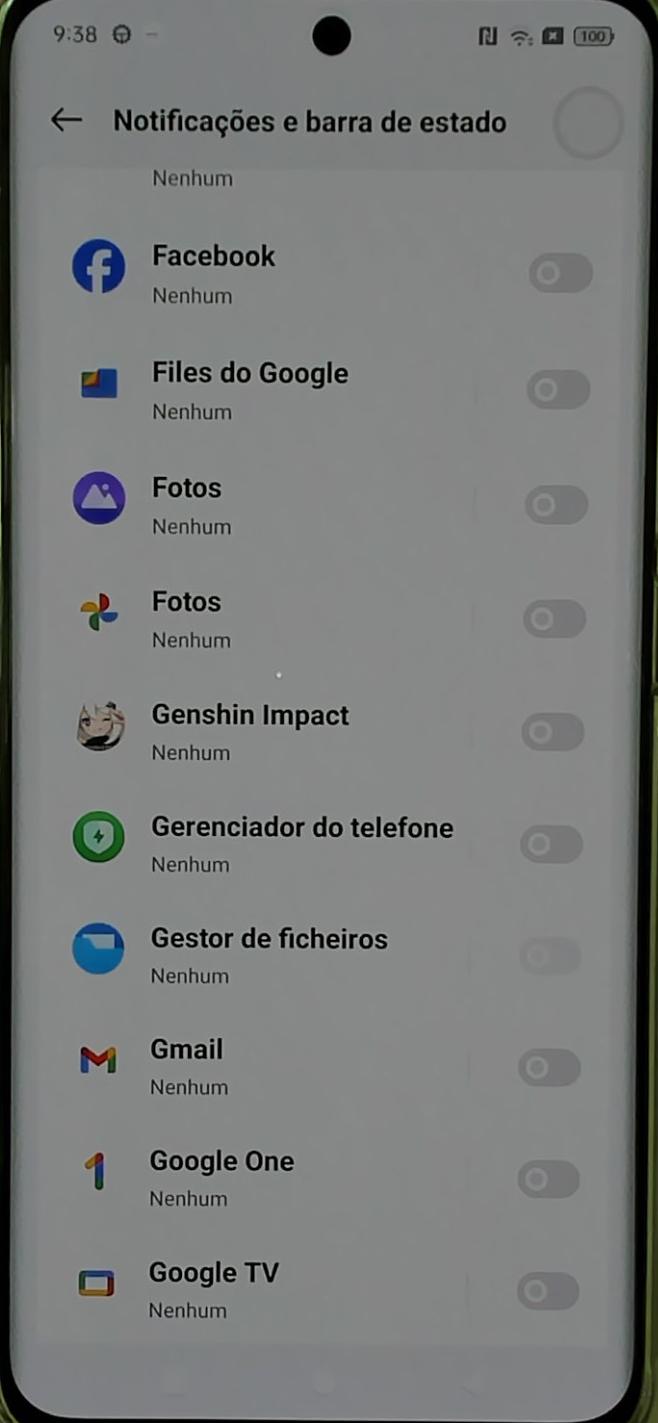 9:38
100
Notificações e barra de estado
Nenhum
Facebook
Nenhum
Files do Google
Nenhum
Fotos
Nenhum
Fotos
Nenhum
Genshin Impact
Nenhum
Gerenciador do telefone
Nenhum
Gestor de ficheiros
Nenhum
Gmail
Nenhum
Google One
Nenhum
Google TV
Nenhum